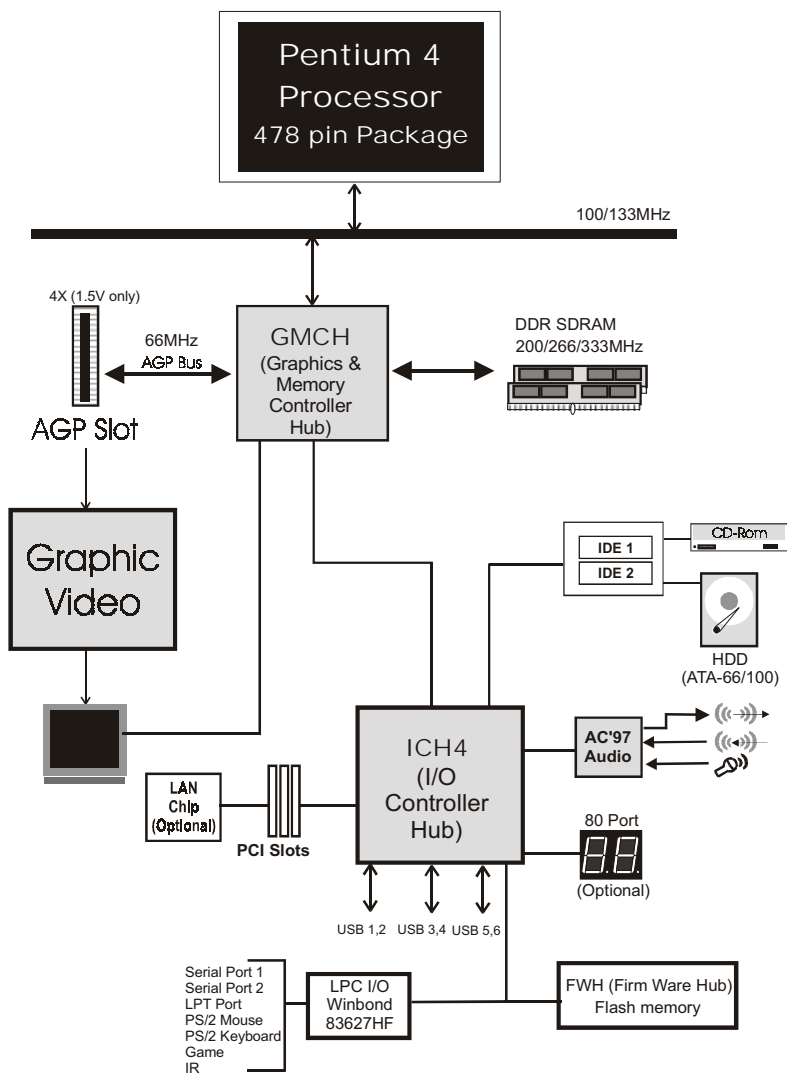 Pentium 4
Processor
478 pin Package
100/133MHz
4X (1.5V only)
66MHz
AGP Bus
AGP Slot
GMCH
(Graphics &
Memory
Controller
Hub)
DDR SDRAM
200/266/333MHz
Graphic
Video
IDE 1
IDE 2
CD-Rom
HDD
(ATA-66/100)
ICH4
(I/O
Controller
Hub)
AC'97
Audio
LAN
Chip
(Optional)
PCI Slots
80 Port
88
(Optional)
USB 1,2
USB 3,4
USB 5,6
Serial Port 1
Serial Port 2
LPT Port
PS/2 Mouse
PS/2 Keyboard
Game
IR
LPC I/O
Winbond
83627HF
FWH (Firm Ware Hub)
Flash memory